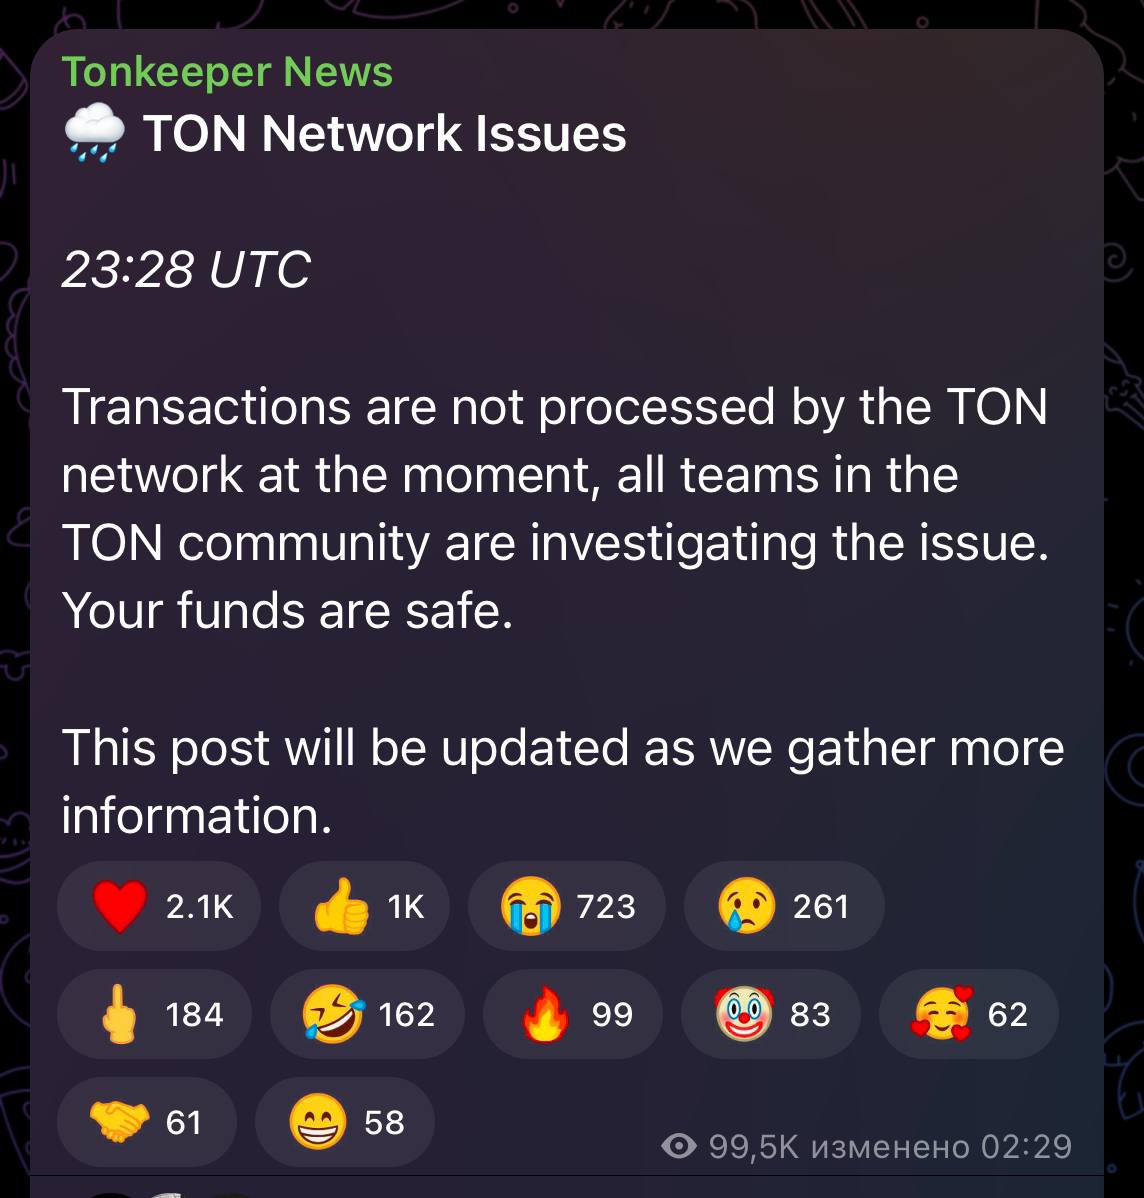 Tonkeeper News
🌧 TON Network Issues
23:28 UTC
Transactions are not processed by the TON
network at the moment, all teams in the
TON community are investigating the issue.
Your funds are safe.
This post will be updated as we gather more
information.
❤️ 2.1K 👍 1K 😭 723 😢 261
🖕 184 🤣 162 🔥 99 🤡 83 🥰 62
🤝 61 😁 58
99,5K изменено 02:29